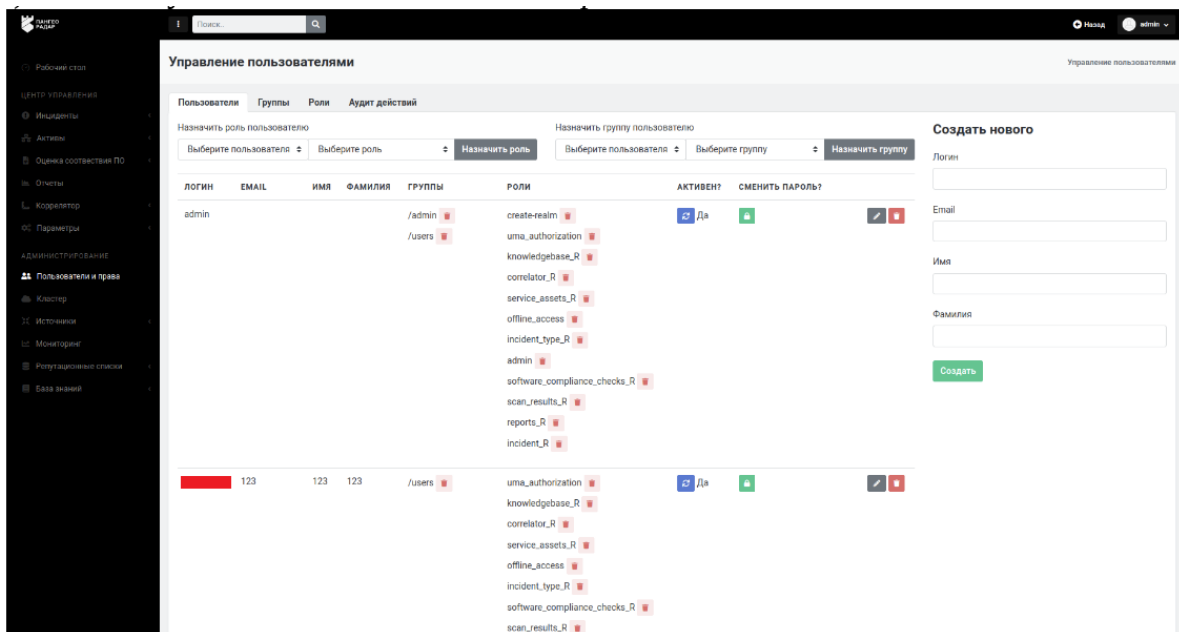 ПАНГЕО
РАДАР
Поиск..
Назад
admin
Рабочий стол
ЦЕНТР УПРАВЛЕНИЯ
Инциденты
Активы
Оценка соотвествия ПО
Отчеты
Коррелятор
Параметры
АДМИНИСТРИРОВАНИЕ
Пользователи и права
Кластер
Источники
Мониторинг
Репутационные списки
База знаний
Управление пользователями
Управление пользователями
Пользователи Группы Роли Аудит действий
Назначить роль пользователю
Выберите пользователя Выберите роль Назначить роль
Назначить группу пользователю
Выберите пользователя Выберите группу Назначить группу
ЛОГИН EMAIL ИМЯ ФАМИЛИЯ ГРУППЫ РОЛИ АКТИВЕН? СМЕНИТЬ ПАРОЛЬ?
admin /admin create-realm Да
/users uma_authorization
knowledgebase_R
correlator_R
service_assets_R
offline_access
incident_type_R
admin
software_compliance_checks_R
scan_results_R
reports_R
incident_R
123 123 123 /users uma_authorization Да
knowledgebase_R
correlator_R
service_assets_R
offline_access
incident_type_R
software_compliance_checks_R
scan_results_R
Создать нового
Логин
Email
Имя
Фамилия
Создать